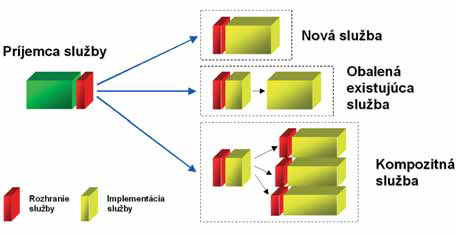 Príjemca služby
Nová služba
Obalená
existujúca
služba
Kompozitná
služba
Rozhranie
služby
Implementácia
služby